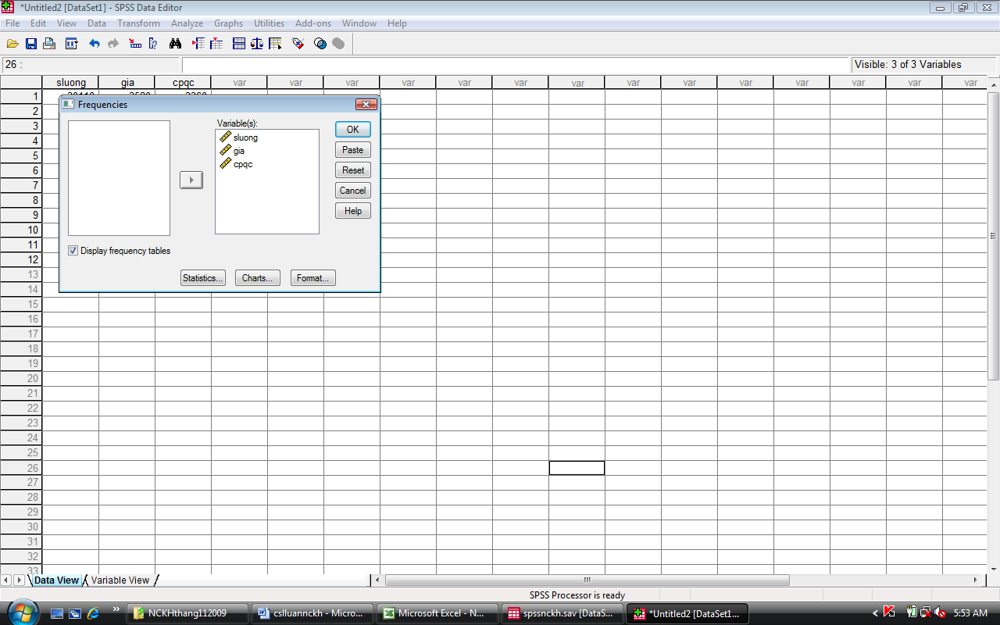 *Untitled2 [DataSet1] - SPSS Data Editor
File Edit View Data Transform Analyze Graphs Utilities Add-ons Window Help
26 :
Visible: 3 of 3 Variables
sluong gia cpqc var var var var var var var var var var var var var var
1
2
3
4
5
6
7
8
9
10
11
12
13
14
15
16
17
18
19
20
21
22
23
24
25
26
27
28
29
30
31
32
33
Frequencies
Variable(s):
sluong
gia
cpqc
OK
Paste
Reset
Cancel
Help
Display frequency tables
Statistics... Charts... Format...
Data View Variable View
SPSS Processor is ready
NCKHthang112009 cslluannckh - Micro... Microsoft Excel - N... spssnckh.sav [DataS... *Untitled2 [DataSet1... 5:53 AM